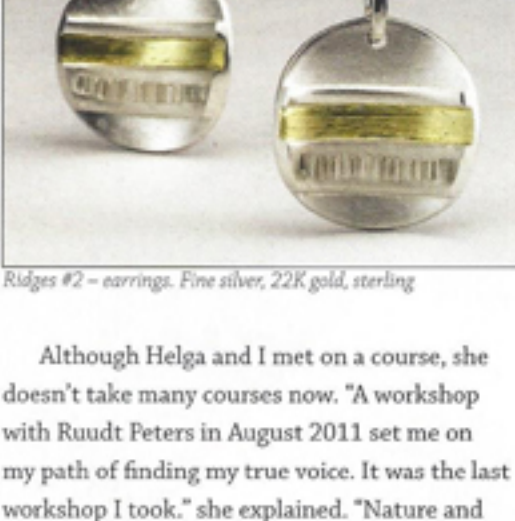 Ridges #2 – earrings. Fine silver, 22K gold, sterling
Although Helga and I met on a course, she
doesn't take many courses now. "A workshop
with Ruudt Peters in August 2011 set me on
my path of finding my true voice. It was the last
workshop I took." she explained. "Nature and